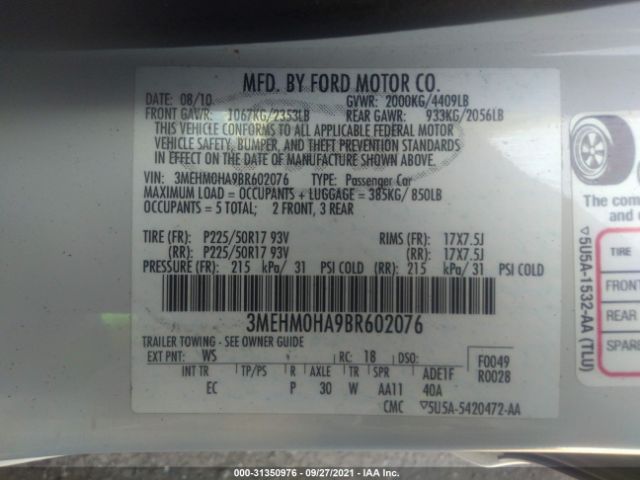 MFD. BY FORD MOTOR CO.
DATE: 08/10 GVWR: 2000KG/4409LB
FRONT GAWR: 1067KG/2353LB REAR GAWR: 933KG/2056LB
THIS VEHICLE CONFORMS TO ALL APPLICABLE FEDERAL MOTOR
VEHICLE SAFETY, BUMPER, AND THEFT PREVENTION STANDARDS
IN EFFECT ON THE DATE OF MANUFACTURE SHOWN ABOVE.
VIN: 3MEHM0HA9BR602076 TYPE: Passenger Car
MAXIMUM LOAD = OCCUPANTS + LUGGAGE = 385KG/ 850LB
OCCUPANTS = 5 TOTAL; 2 FRONT, 3 REAR
TIRE (FR): P225/50R17 93V RIMS (FR): 17X7.5J
(RR): P225/50R17 93V (RR): 17X7.5J
PRESSURE (FR): 215 kPa/ 31 PSI COLD (RR): 215 kPa/ 31 PSI COLD
3MEHM0HA9BR602076
TRAILER TOWING - SEE OWNER GUIDE
EXT PNT: WS RC: 18 DSO: F0049
INT TR TP/PS R AXLE TR SPR ADE1F R0028
EC P 30 W AA11 40A
CMC ▽5U5A-5420472-AA
The com
▽5U5A-1532-AA (TLU)
TIRE
FRONT
REAR
SPARE
000-31350976 - 09/27/2021 - IAA Inc.